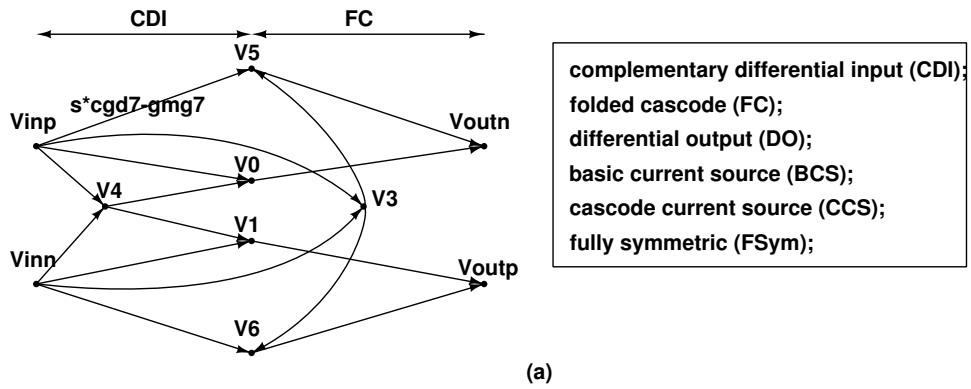 CDI
FC
V5
s*cgd7-gmg7
Vinp
Voutn
V0
V4
V3
V1
Vinn
Voutp
V6
complementary differential input (CDI);
folded cascode (FC);
differential output (DO);
basic current source (BCS);
cascode current source (CCS);
fully symmetric (FSym);
(a)